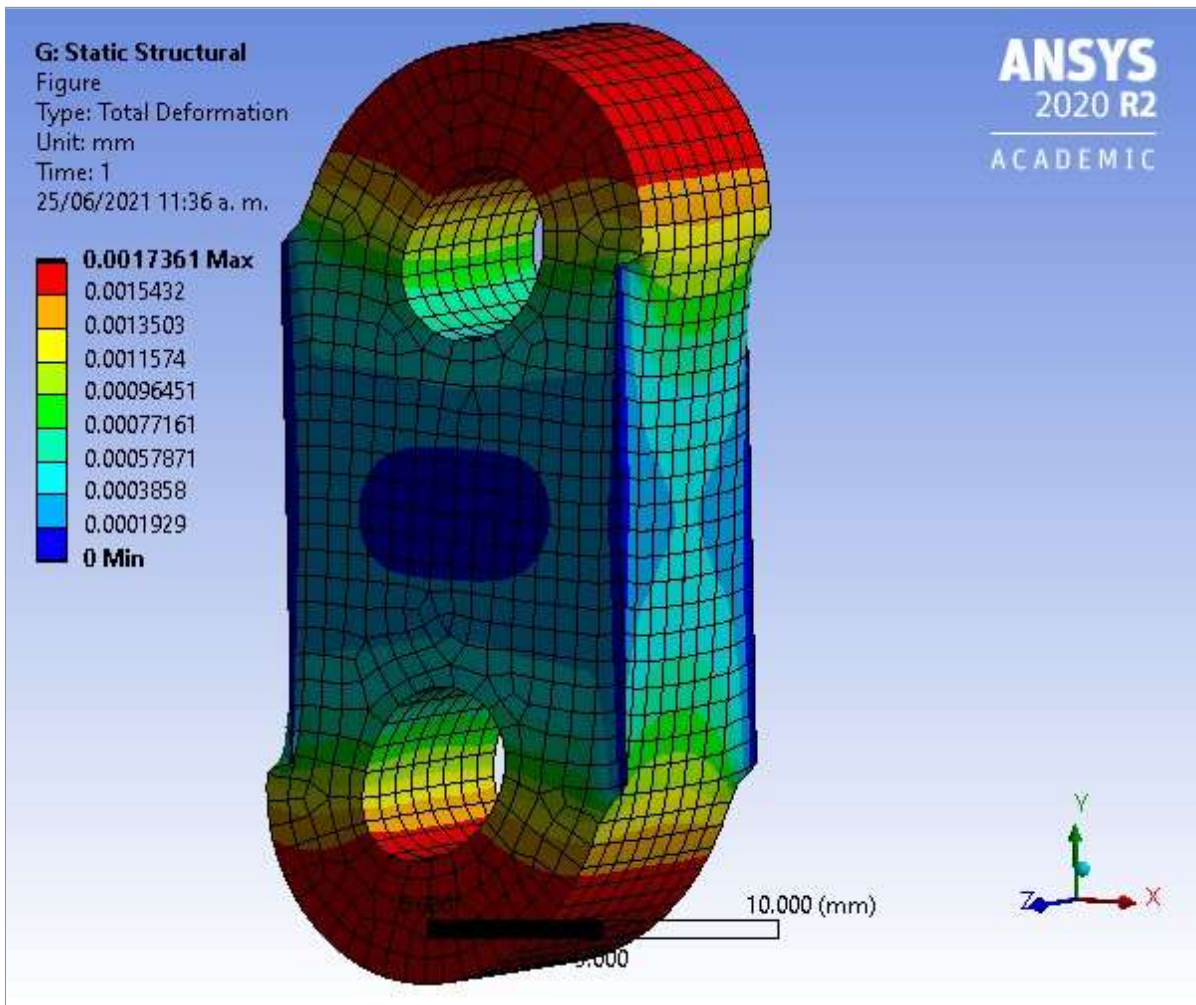 G: Static Structural
Figure
Type: Total Deformation
Unit: mm
Time: 1
25/06/2021 11:36 a. m.
0.0017361 Max
0.0015432
0.0013503
0.0011574
0.00096451
0.00077161
0.00057871
0.0003858
0.0001929
0 Min
ANSYS
2020 R2
ACADEMIC
10.000 (mm)
Y
Z
X